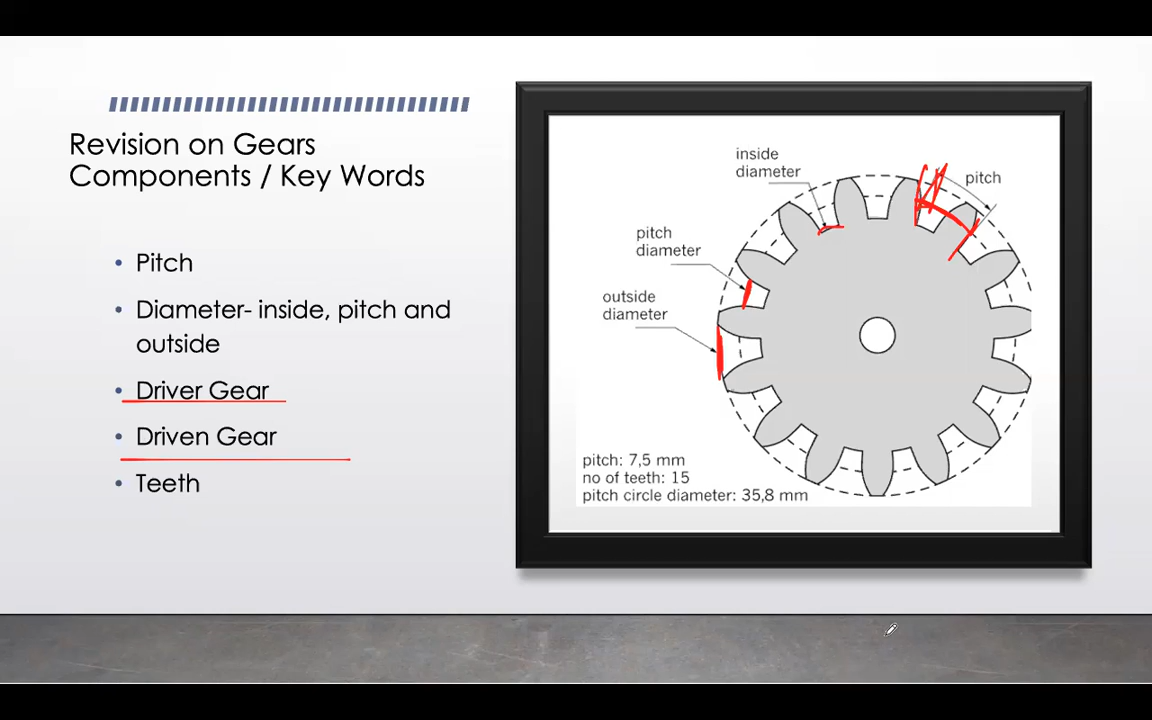 Revision on Gears
Components / Key Words
• Pitch
• Diameter- inside, pitch and
outside
• Driver Gear
• Driven Gear
• Teeth
inside
diameter
pitch
pitch
diameter
outside
diameter
pitch: 7,5 mm
no of teeth: 15
pitch circle diameter: 35,8 mm